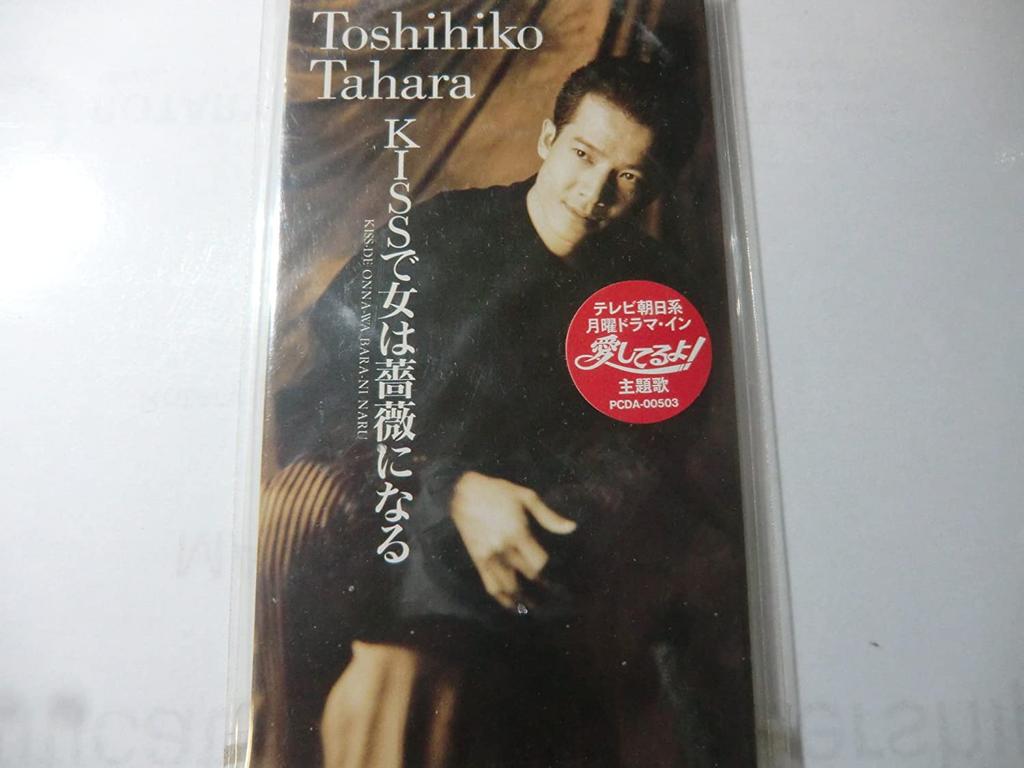 Toshihiko
Tahara
KISSで女は薔薇になる
KISS-DE ONNA-WA BARA-NI NARU
テレビ朝日系
月曜ドラマ・イン
愛してるよ!
主題歌
PCDA-00503